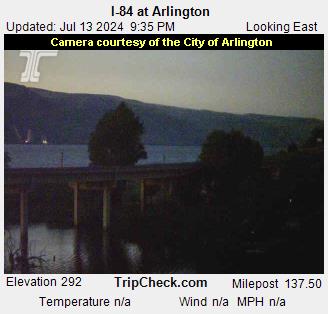 I-84 at Arlington
Updated: Jul 13 2024 9:35 PM Looking East
Camera courtesy of the City of Arlington
Elevation 292 TripCheck.com Milepost 137.50
Temperature n/a Wind n/a MPH n/a